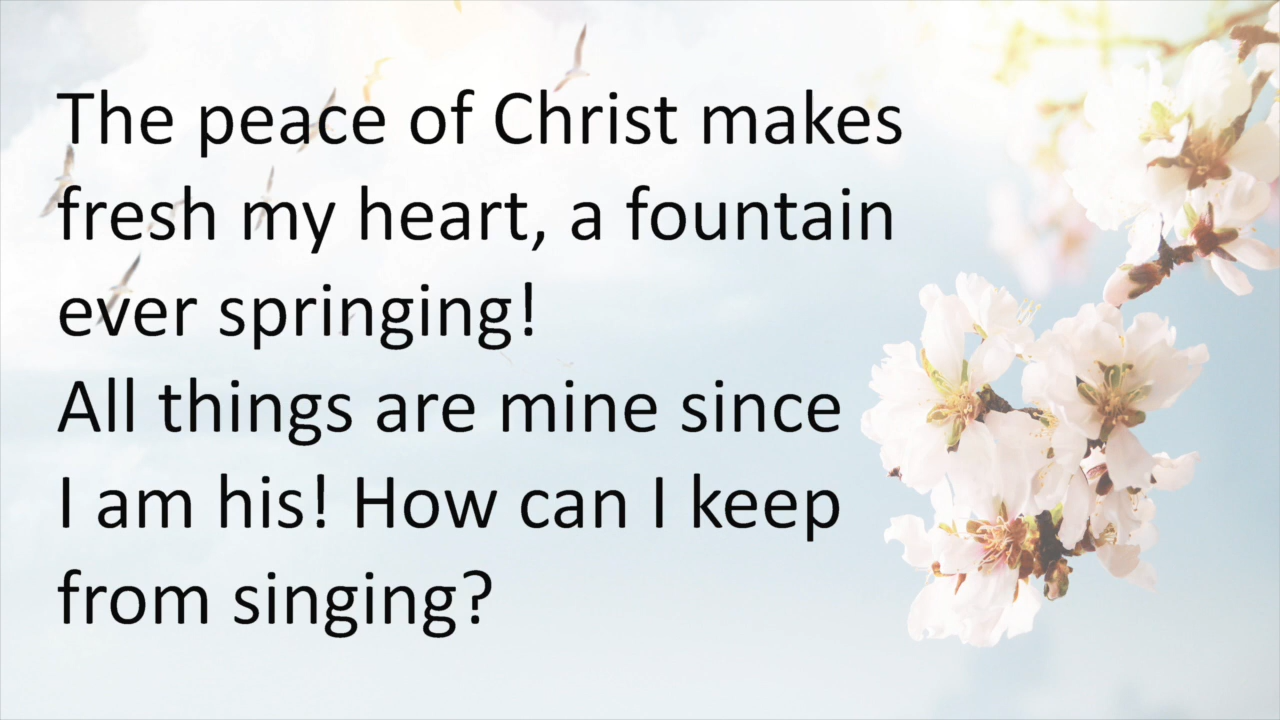 The peace of Christ makes
fresh my heart, a fountain
ever springing!
All things are mine since
I am his! How can I keep
from singing?